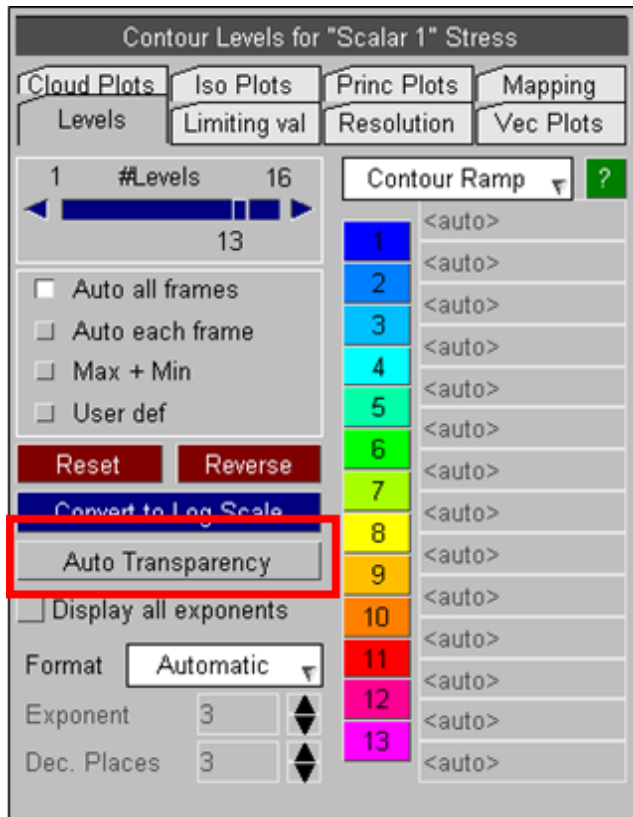 Contour Levels for "Scalar 1" Stress
Cloud Plots Iso Plots Princ Plots Mapping
Levels Limiting val Resolution Vec Plots
1 #Levels 16
13
Auto all frames
Auto each frame
Max + Min
User def
Reset Reverse
Convert to Log Scale
Auto Transparency
Display all exponents
Format Automatic
Exponent 3
Dec. Places 3
Contour Ramp ?
<auto>
1
<auto>
2
<auto>
3
<auto>
4
<auto>
5
<auto>
6
<auto>
7
<auto>
8
<auto>
9
<auto>
10
<auto>
11
<auto>
12
<auto>
13
<auto>